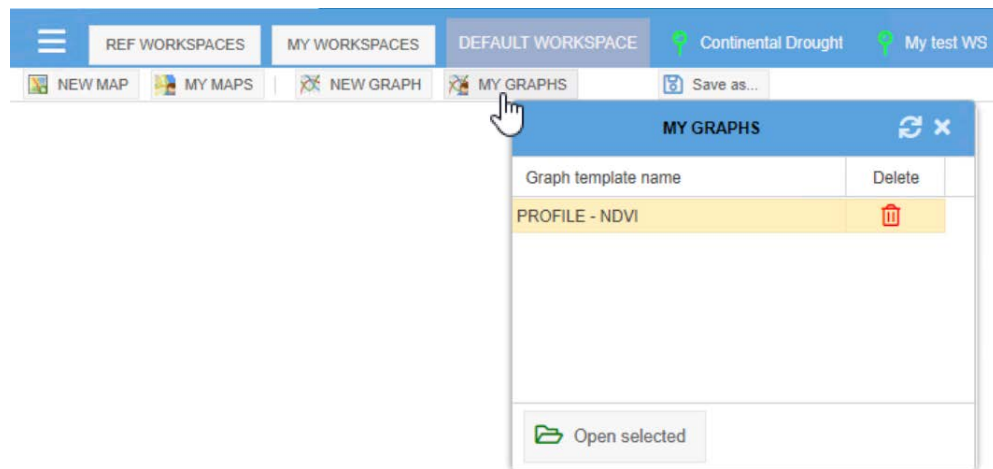 REF WORKSPACES MY WORKSPACES DEFAULT WORKSPACE Continental Drought My test WS
NEW MAP MY MAPS NEW GRAPH MY GRAPHS Save as...
MY GRAPHS
Graph template name Delete
PROFILE - NDVI
Open selected